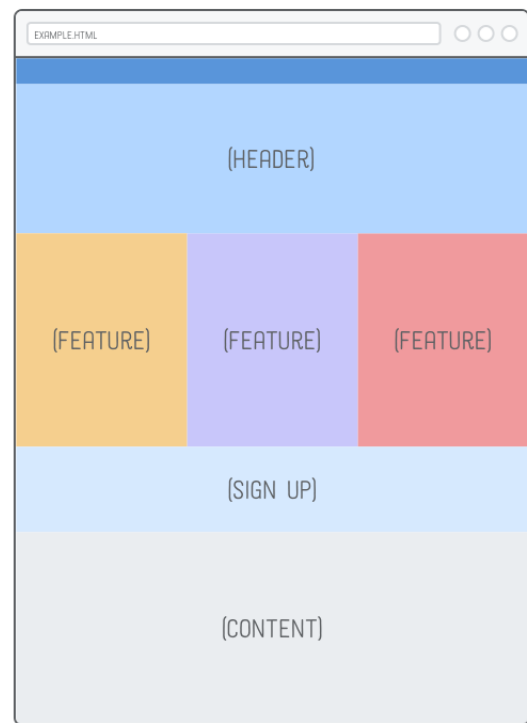 EXAMPLE.HTML
(HEADER)
(FEATURE) (FEATURE) (FEATURE)
(SIGN UP)
(CONTENT)